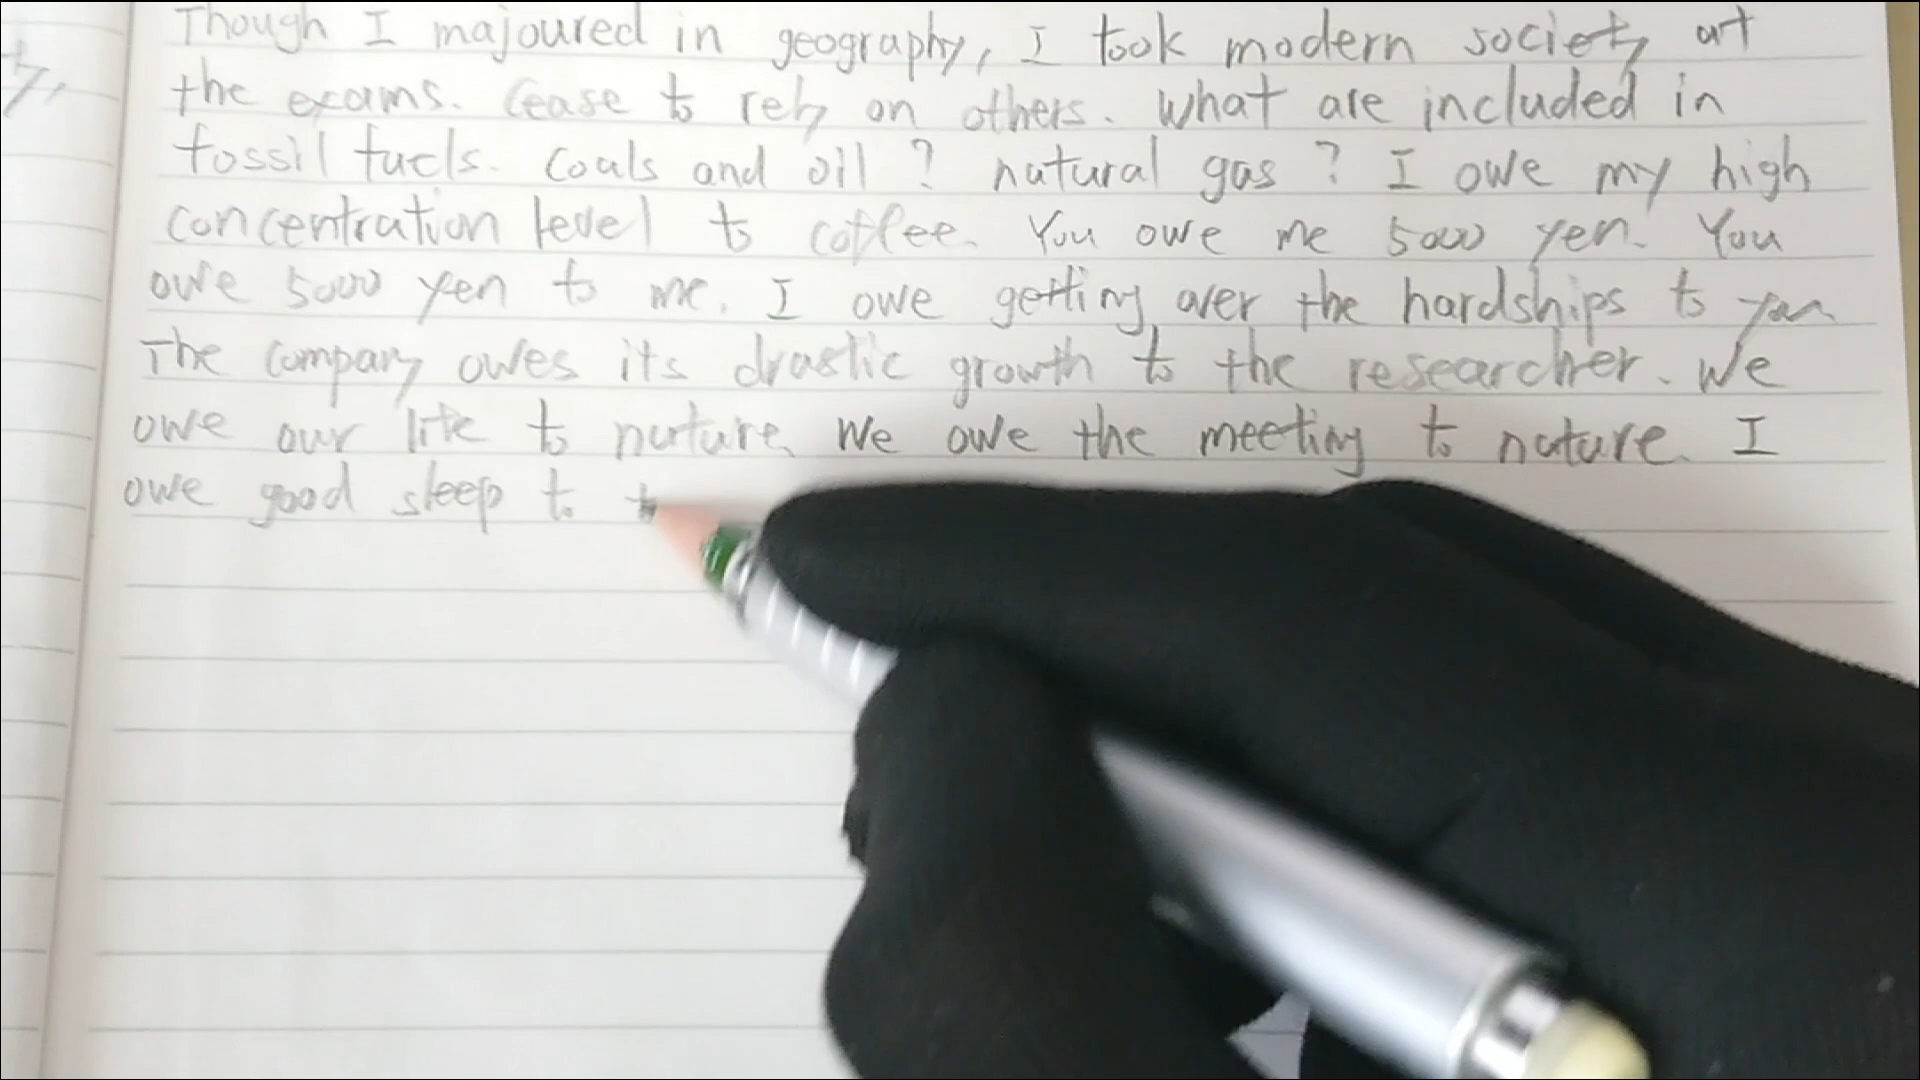 Though I majoured in geography, I took modern society at
the exams. Cease to rely on others. What are included in
fossil fuels. Coals and oil? natural gas? I owe my high
concentration level to coffee. You owe me 5000 yen. You
owe 5000 yen to me. I owe getting over the hardships to you.
The company owes its drastic growth to the researcher. We
owe our life to nature. We owe the meeting to nature. I
owe good sleep to